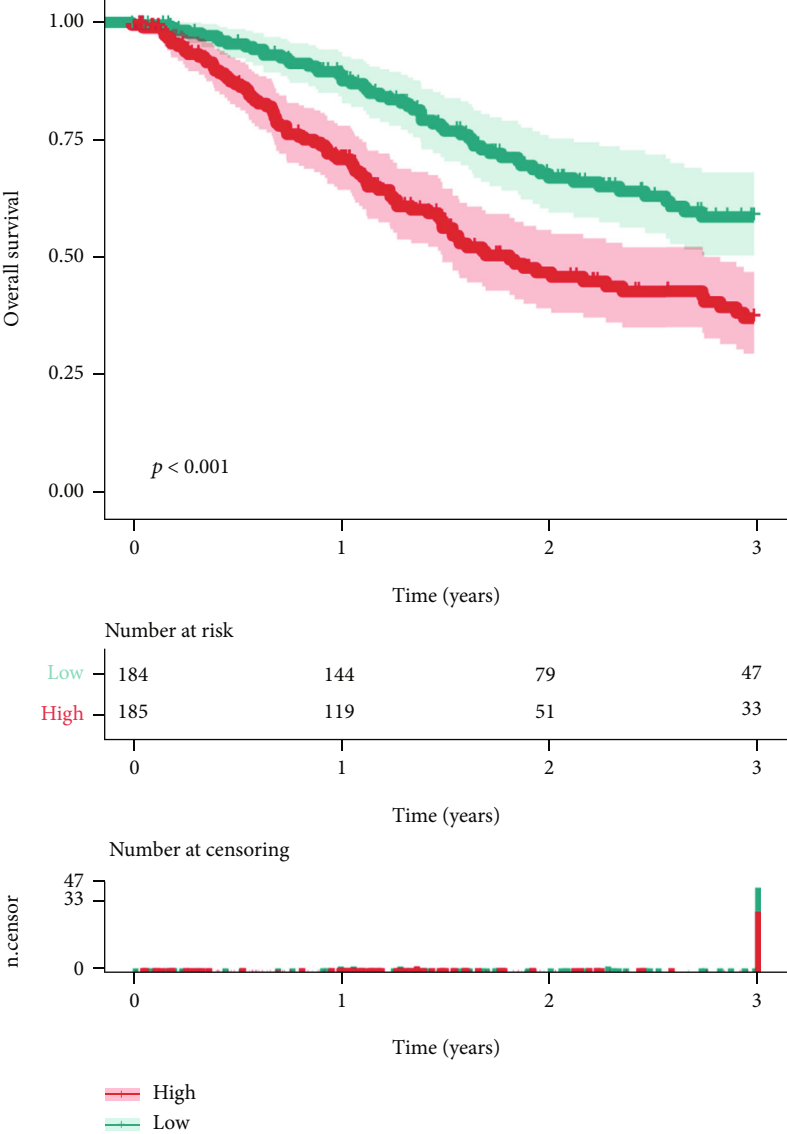 1.00
0.75
0.50
0.25
0.00
Overall survival
p < 0.001
0 1 2 3
Time (years)
Number at risk
Low 184 144 79 47
High 185 119 51 33
0 1 2 3
Time (years)
Number at censoring
47
33
0
n.censor
0 1 2 3
Time (years)
High
Low